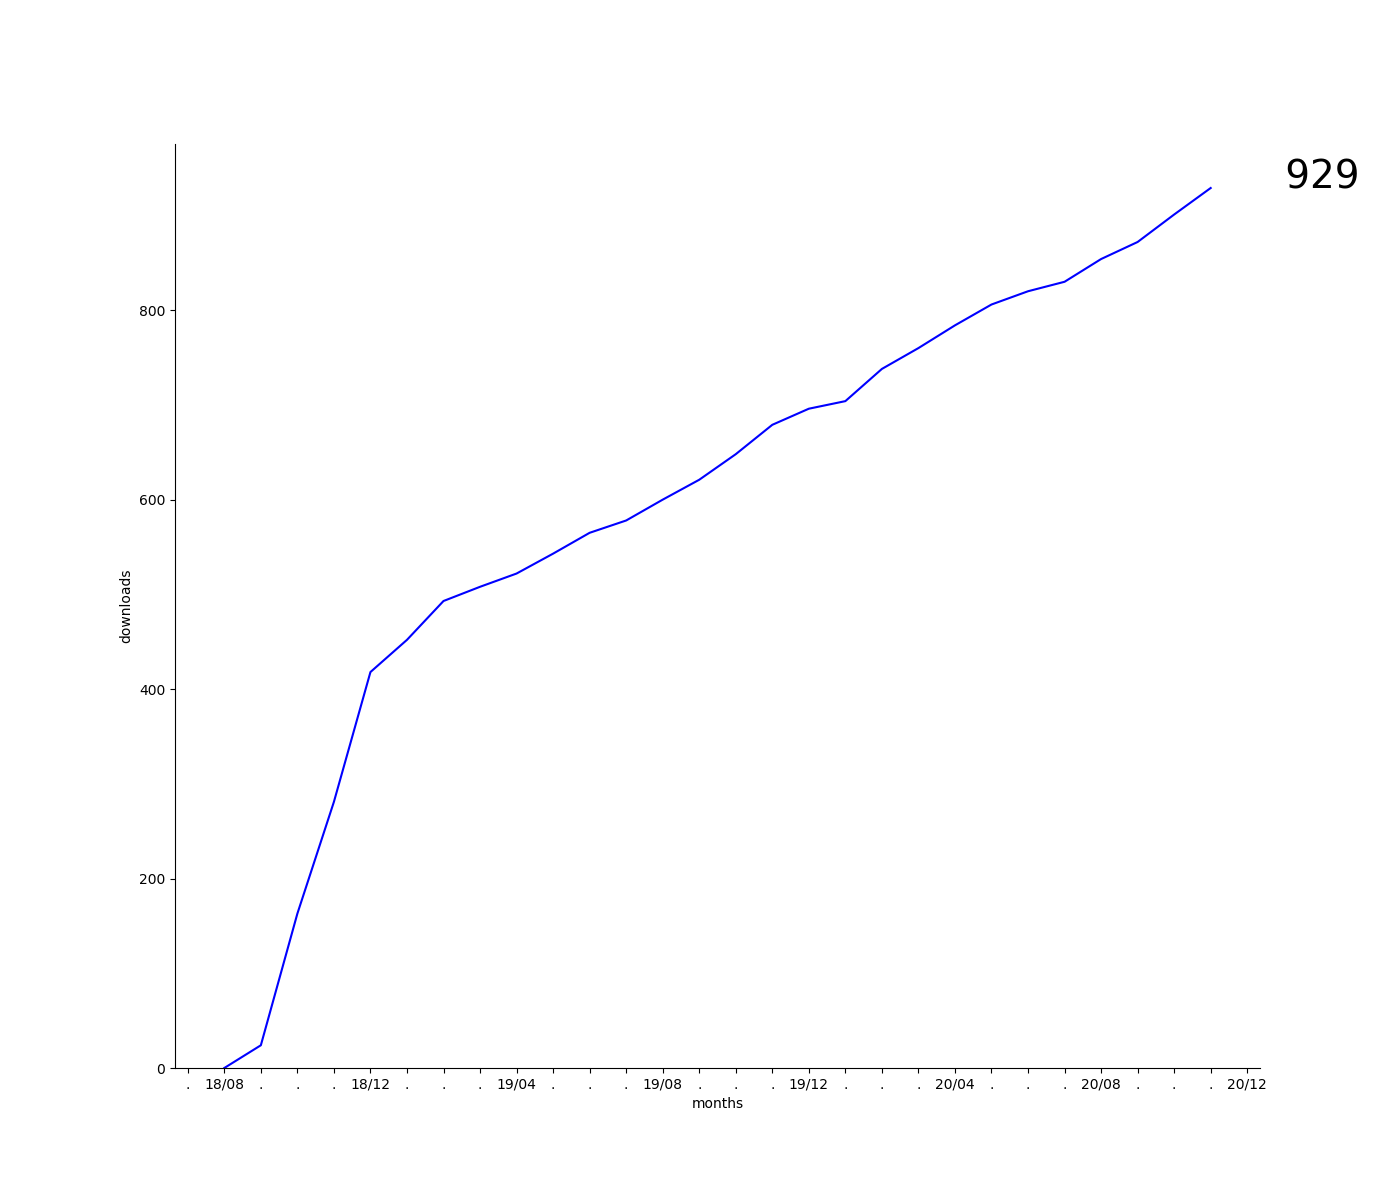 929
800
600
400
200
0
downloads
. 18/08 . . . 18/12 . . . 19/04 . . . 19/08 . . . 19/12 . . . 20/04 . . . 20/08 . . . 20/12
months